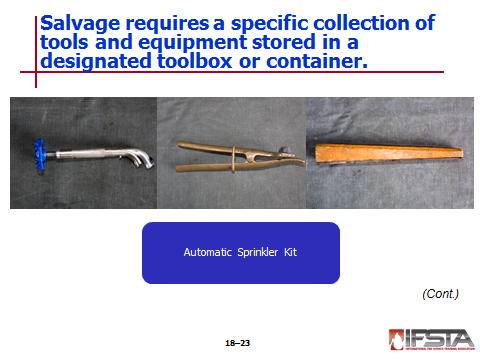 Salvage requires a specific collection of
tools and equipment stored in a
designated toolbox or container.
Automatic Sprinkler Kit
(Cont.)
18–23
IFSTA
INTERNATIONAL FIRE SERVICE TRAINING ASSOCIATION